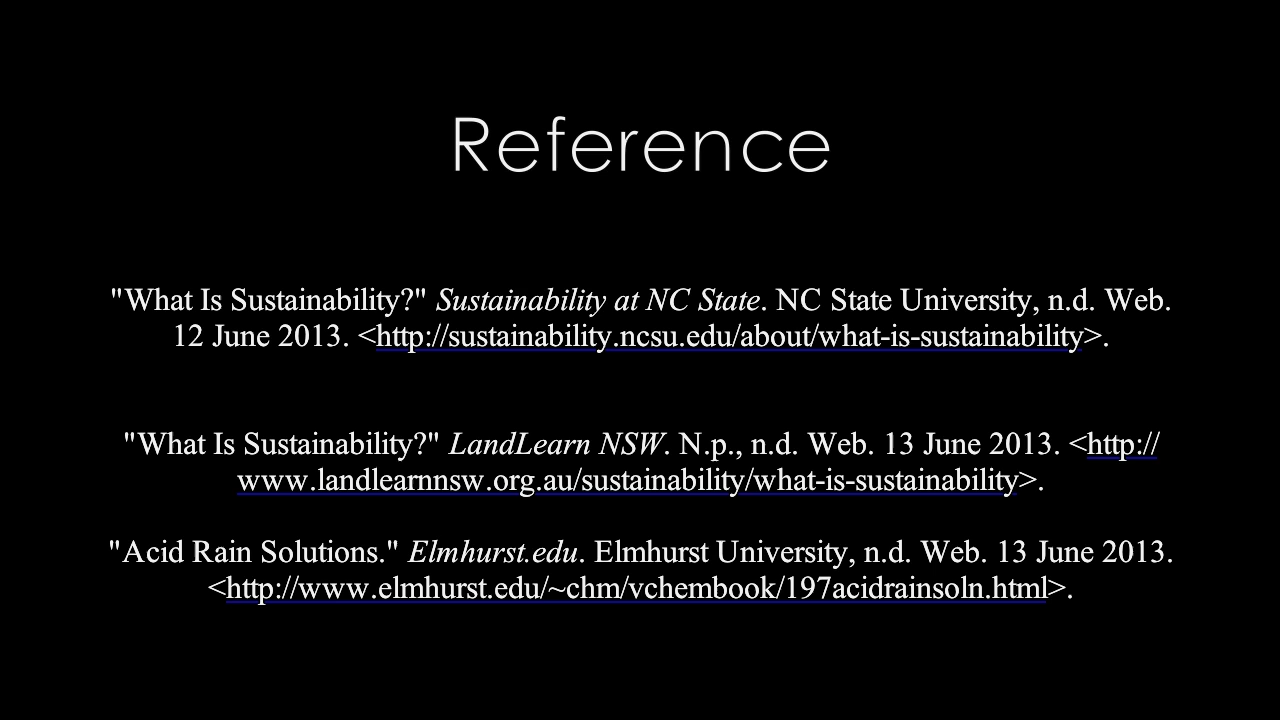 Reference
"What Is Sustainability?" Sustainability at NC State. NC State University, n.d. Web.
12 June 2013. <http://sustainability.ncsu.edu/about/what-is-sustainability>.
"What Is Sustainability?" LandLearn NSW. N.p., n.d. Web. 13 June 2013. <http://
www.landlearnnsw.org.au/sustainability/what-is-sustainability>.
"Acid Rain Solutions." Elmhurst.edu. Elmhurst University, n.d. Web. 13 June 2013.
<http://www.elmhurst.edu/~chm/vchembook/197acidrainsoln.html>.